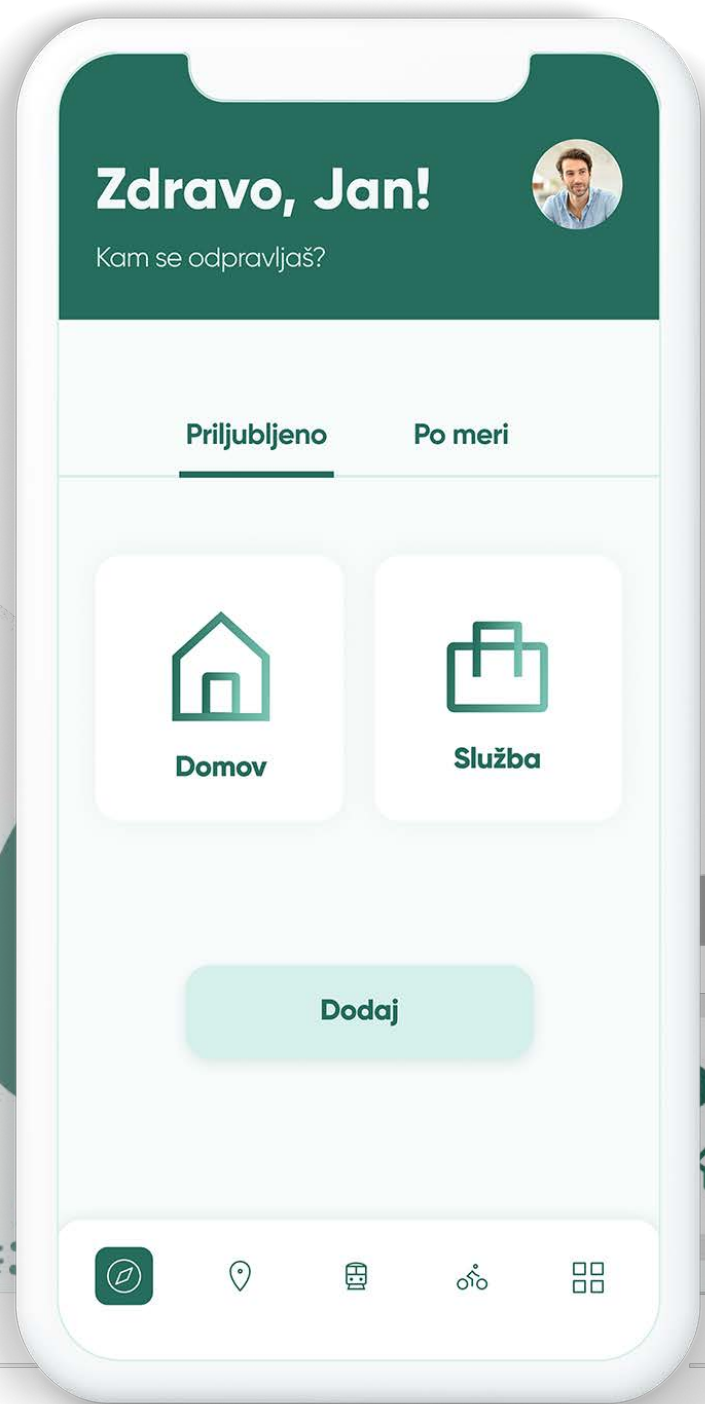 Zdravo, Jan!
Kam se odpravljaš?
Priljubljeno
Po meri
Domov
Služba
Dodaj